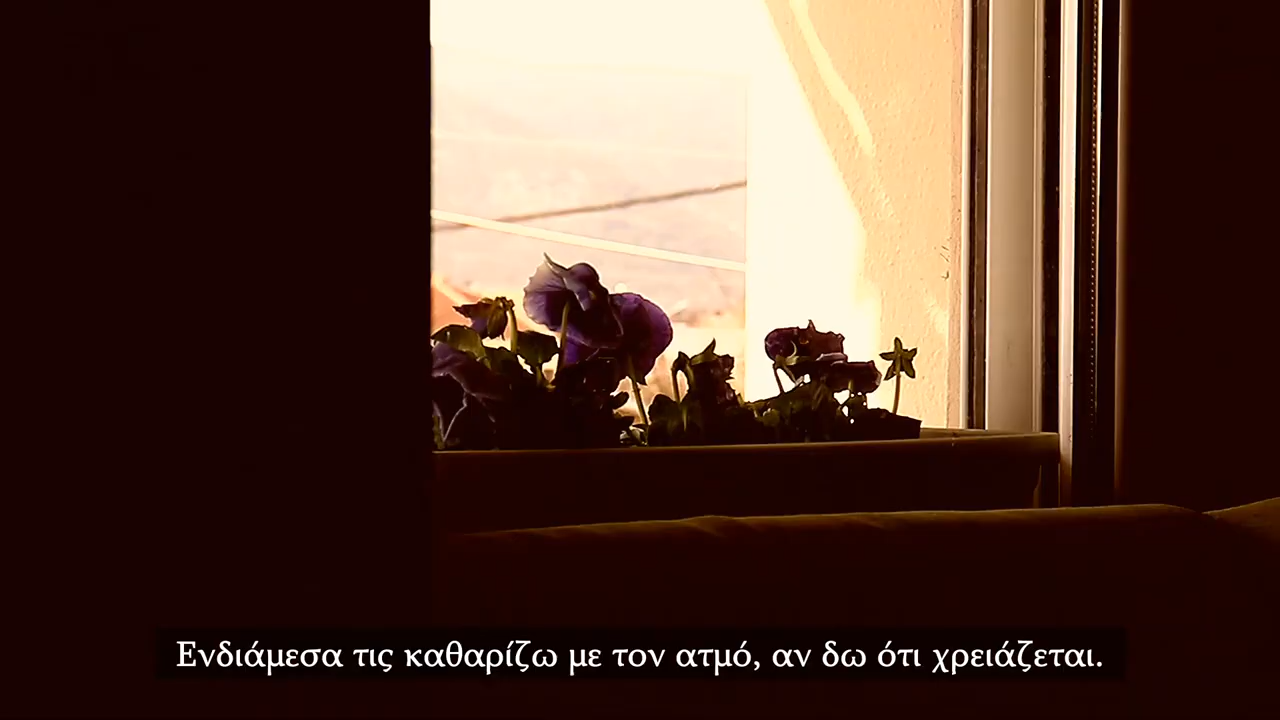 Ενδιάμεσα τις καθαρίζω με τον ατμό, αν δω ότι χρειάζεται.